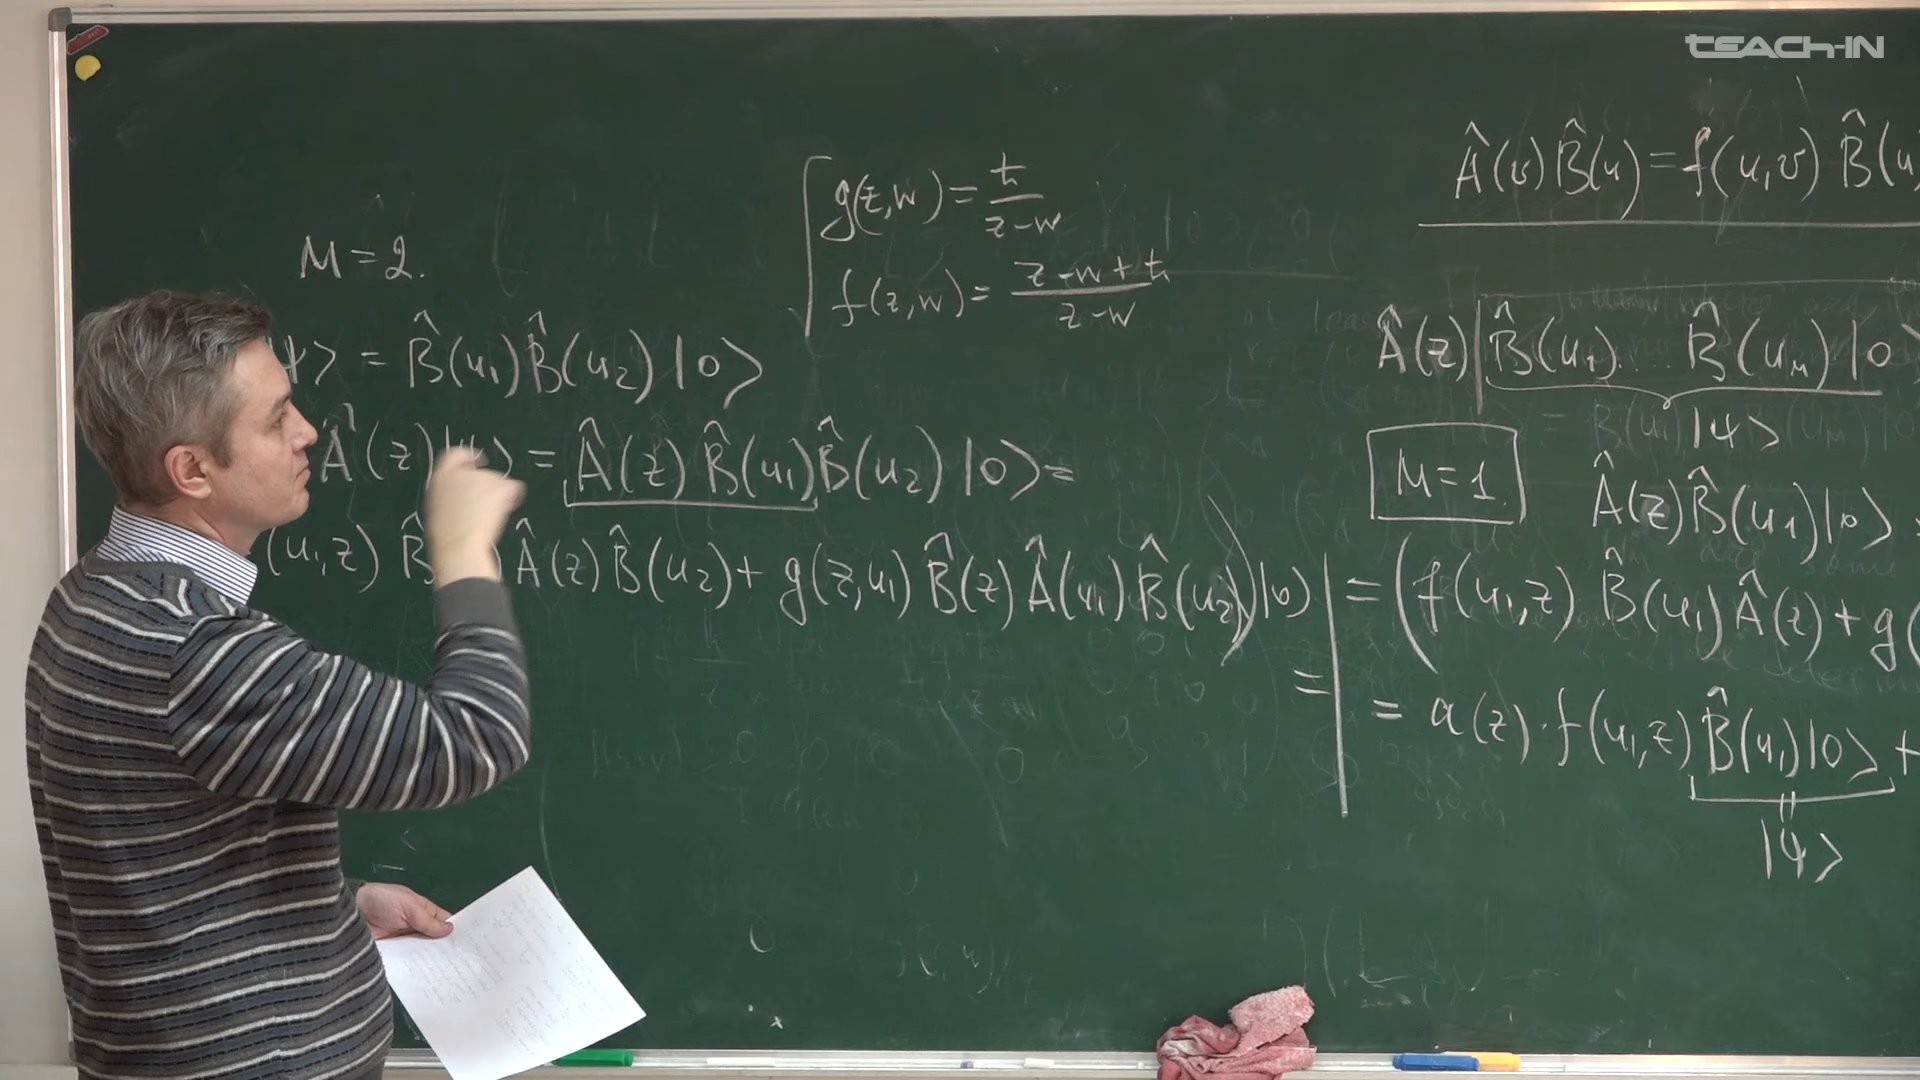 TEACH-IN
M=2.
g(z,w) = ħ/(z-w)
f(z,w) = (z-w+ħ)/(z-w)
ψ> = B̂(u₁)B̂(u₂)|0>
Â(z)|ψ> = Â(z)B̂(u₁)B̂(u₂)|0> =
(u₁,z) B̂ Â(z)B̂(u₂) + g(z,u₁)B̂(z)Â(u₁)B̂(u₂))|0>
=
Â(v)B̂(u) = f(u,v) B̂(u,
Â(z)|B̂(u₁)....B̂(u_M)|0>
|ψ>
M=1
Â(z)B̂(u₁)|0>
= (f(u₁,z) B̂(u₁)Â(z) + g(
= a(z)·f(u₁,z)B̂(u₁)|0> +
|ψ>